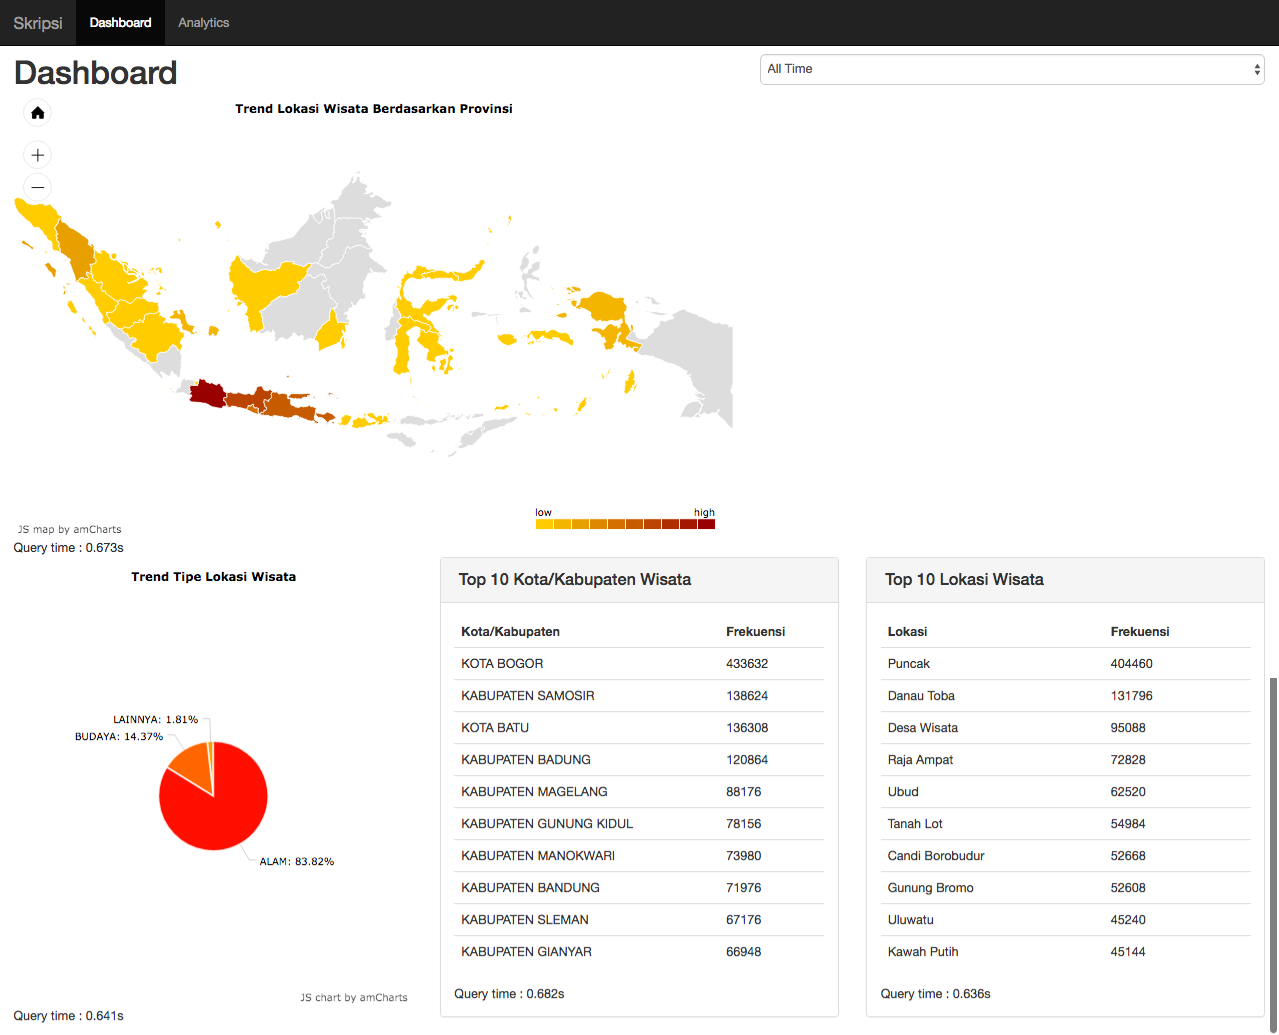 Skripsi Dashboard Analytics
Dashboard
All Time
Trend Lokasi Wisata Berdasarkan Provinsi
low high
JS map by amCharts
Query time : 0.673s
Trend Tipe Lokasi Wisata
LAINNYA: 1.81%
BUDAYA: 14.37%
ALAM: 83.82%
JS chart by amCharts
Query time : 0.641s
Top 10 Kota/Kabupaten Wisata
Kota/Kabupaten Frekuensi
KOTA BOGOR 433632
KABUPATEN SAMOSIR 138624
KOTA BATU 136308
KABUPATEN BADUNG 120864
KABUPATEN MAGELANG 88176
KABUPATEN GUNUNG KIDUL 78156
KABUPATEN MANOKWARI 73980
KABUPATEN BANDUNG 71976
KABUPATEN SLEMAN 67176
KABUPATEN GIANYAR 66948
Query time : 0.682s
Top 10 Lokasi Wisata
Lokasi Frekuensi
Puncak 404460
Danau Toba 131796
Desa Wisata 95088
Raja Ampat 72828
Ubud 62520
Tanah Lot 54984
Candi Borobudur 52668
Gunung Bromo 52608
Uluwatu 45240
Kawah Putih 45144
Query time : 0.636s